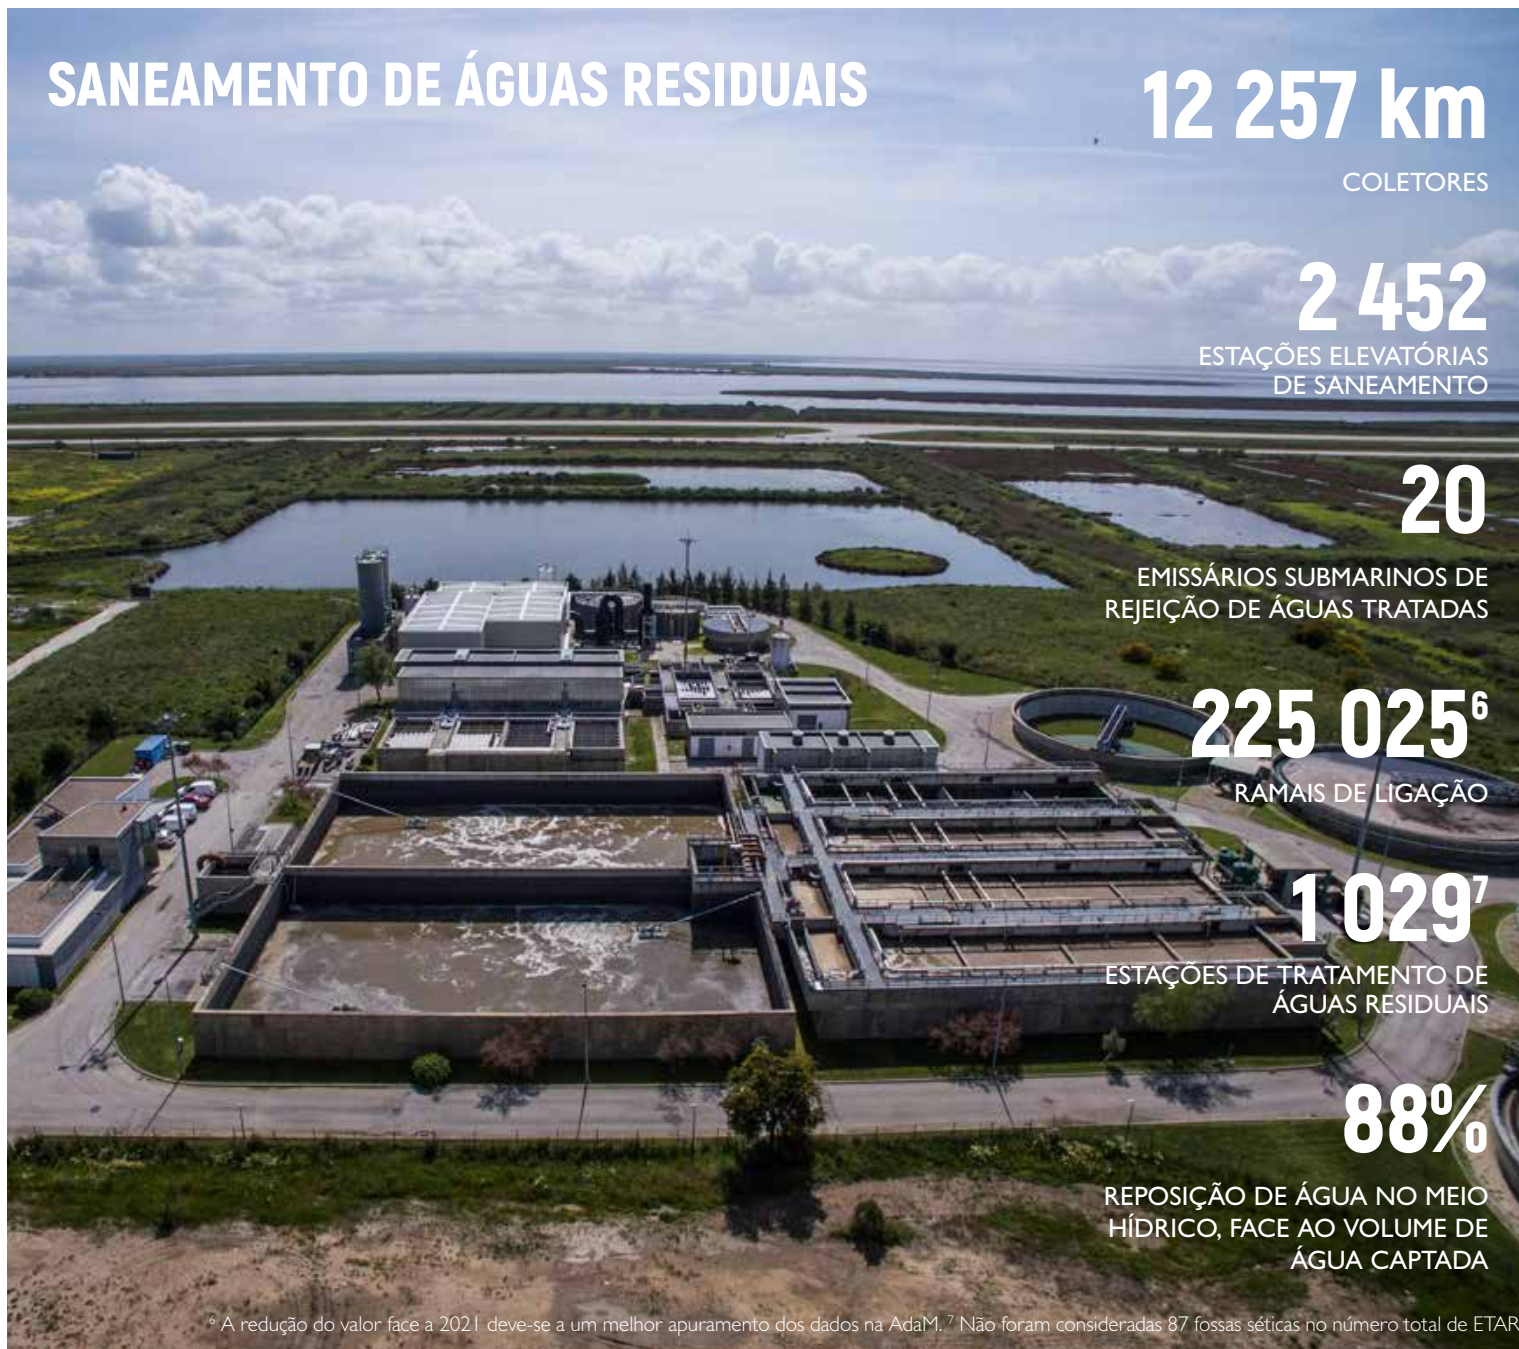 SANEAMENTO DE ÁGUAS RESIDUAIS
12 257 km
COLETORES
2 452
ESTAÇÕES ELEVATÓRIAS
DE SANEAMENTO
20
EMISSÁRIOS SUBMARINOS DE
REJEIÇÃO DE ÁGUAS TRATADAS
225 025⁶
RAMAIS DE LIGAÇÃO
1 029⁷
ESTAÇÕES DE TRATAMENTO DE
ÁGUAS RESIDUAIS
88%
REPOSIÇÃO DE ÁGUA NO MEIO
HÍDRICO, FACE AO VOLUME DE
ÁGUA CAPTADA
⁶ A redução do valor face a 2021 deve-se a um melhor apuramento dos dados na AdaM. ⁷ Não foram consideradas 87 fossas séticas no número total de ETAR